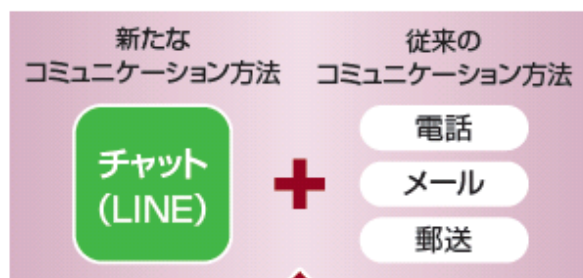 新たな
コミュニケーション方法
チャット
(LINE)
+
従来の
コミュニケーション方法
電話
メール
郵送